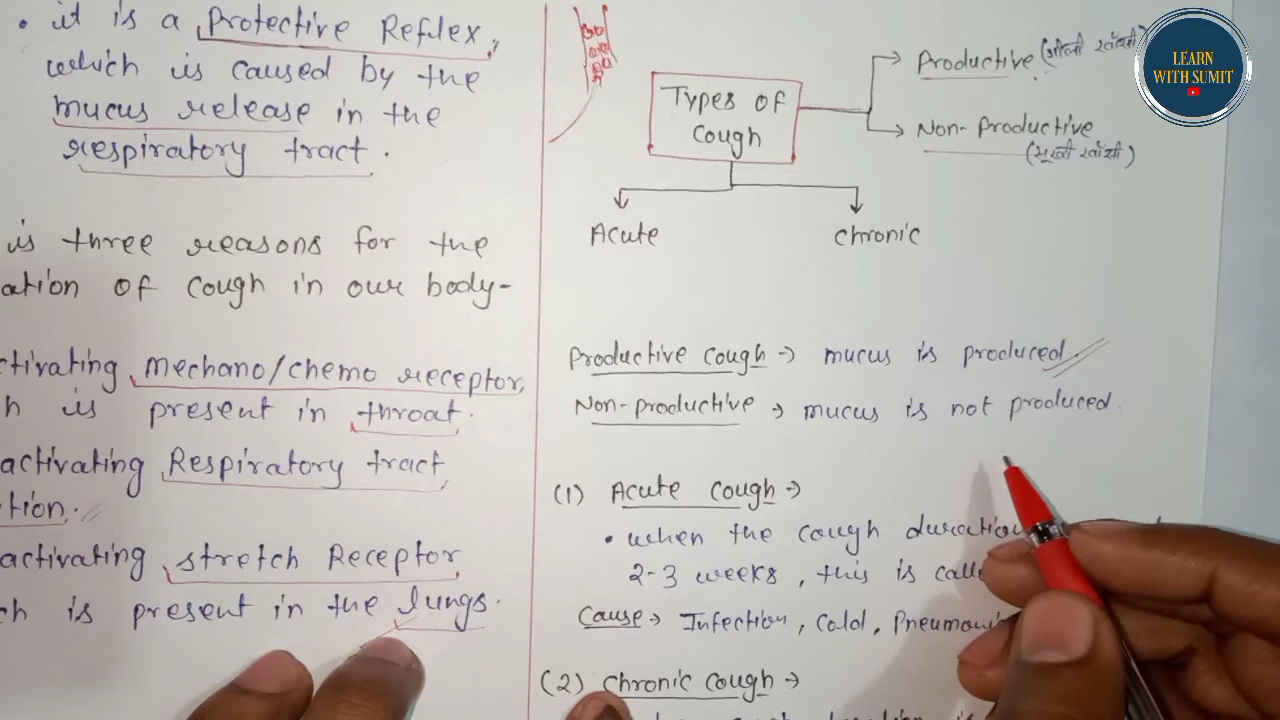 • it is a Protective Reflex,
which is caused by the
mucus release in the
respiratory tract.
is three reasons for the
ation of cough in our body-
ctivating mechano/chemo receptor,
h is present in throat.
activating Respiratory tract
tion.
activating stretch Receptor
ch is present in the lungs.
Types of
cough
Productive (गीली खाँसी)
Non-Productive
(सूखी खाँसी)
Acute
chronic
Productive cough → mucus is produced
Non-productive → mucus is not produced.
(1) Acute cough →
• when the cough duratio
2-3 weeks, this is calle
Cause → Infection, Cold, Pneumoni
(2) Chronic cough →
LEARN
WITH SUMIT